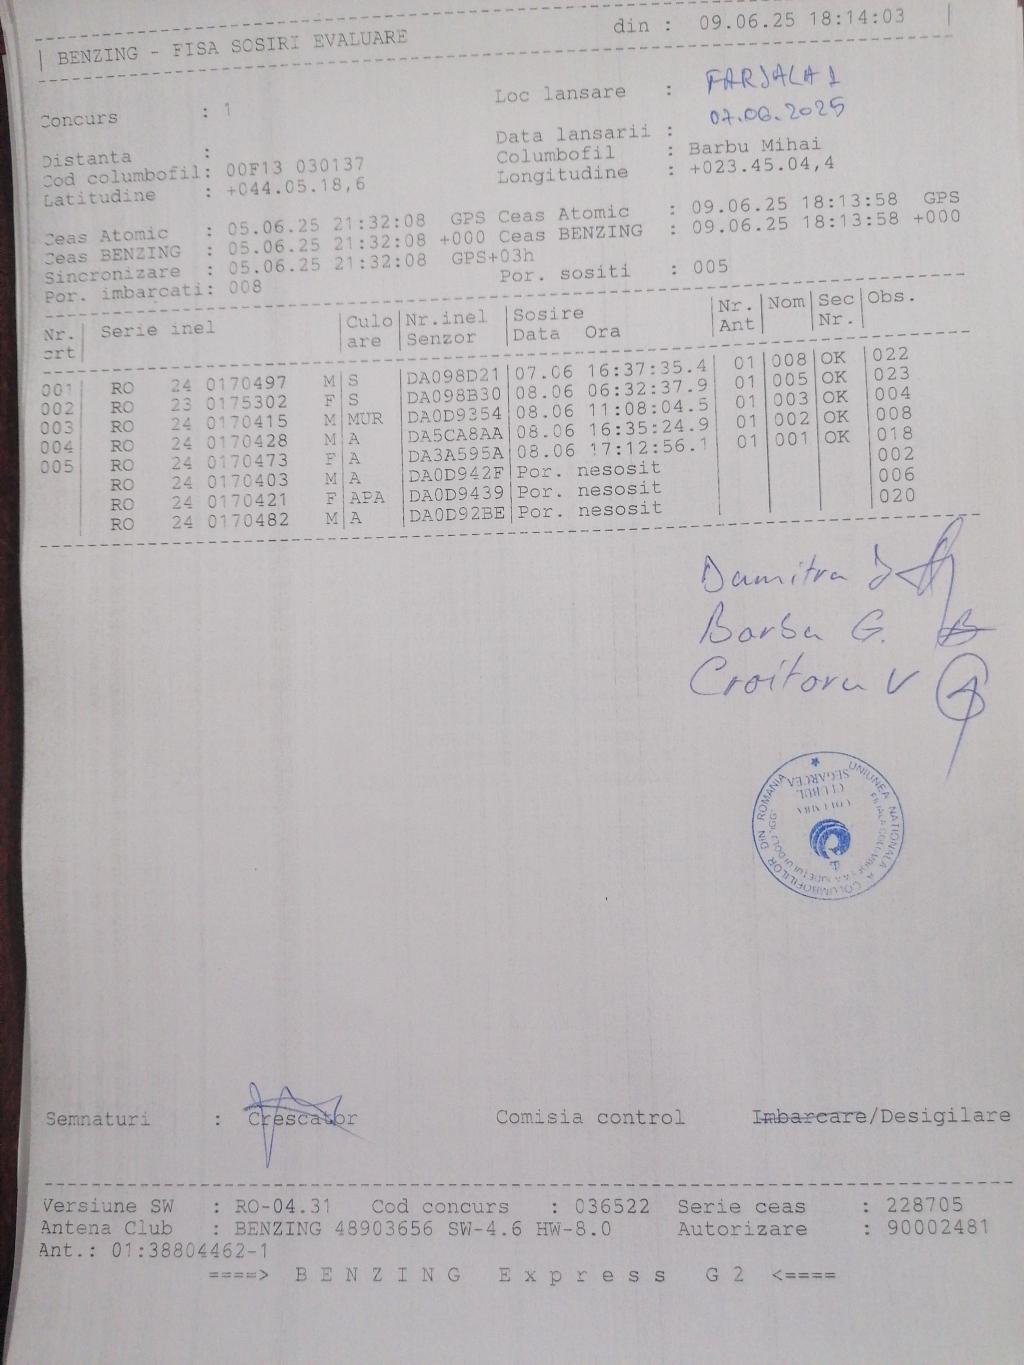 BENZING - FISA SOSIRI EVALUARE din : 09.06.25 18:14:03
Concurs : 1 Loc lansare : FARJALA 1
Distanta : Data lansarii : 07.06.2025
Cod columbofil: 00F13 030137 Columbofil : Barbu Mihai
Latitudine : +044.05.18,6 Longitudine : +023.45.04,4
Ceas Atomic : 05.06.25 21:32:08 GPS Ceas Atomic : 09.06.25 18:13:58 GPS
Ceas BENZING : 05.06.25 21:32:08 +000 Ceas BENZING : 09.06.25 18:13:58 +000
Sincronizare : 05.06.25 21:32:08 GPS+03h
Por. imbarcati: 008 Por. sositi : 005
Nr. Serie inel Culo Nr.inel Sosire Nr. Nom Sec Obs.
crt are Senzor Data Ora Ant Nr.
001 RO 24 0170497 M S DA098D21 07.06 16:37:35.4 01 008 OK 022
002 RO 23 0175302 F S DA098B30 08.06 06:32:37.9 01 005 OK 023
003 RO 24 0170415 M MUR DA0D9354 08.06 11:08:04.5 01 003 OK 004
004 RO 24 0170428 M A DA5CA8AA 08.06 16:35:24.9 01 002 OK 008
005 RO 24 0170473 F A DA3A595A 08.06 17:12:56.1 01 001 OK 018
RO 24 0170403 M A DA0D942F Por. nesosit 002
RO 24 0170421 F APA DA0D9439 Por. nesosit 006
RO 24 0170482 M A DA0D92BE Por. nesosit 020
Dumitru
Barbu G.
Croitoru V
UNIUNEA NATIONALA A COLUMBOFILILOR DIN ROMANIA
CLUBUL
SEGARCEA
Semnaturi : Crescator Comisia control Imbarcare/Desigilare
Versiune SW : RO-04.31 Cod concurs : 036522 Serie ceas : 228705
Antena Club : BENZING 48903656 SW-4.6 HW-8.0 Autorizare : 90002481
Ant.: 01:38804462-1
====> B E N Z I N G E x p r e s s G 2 <====